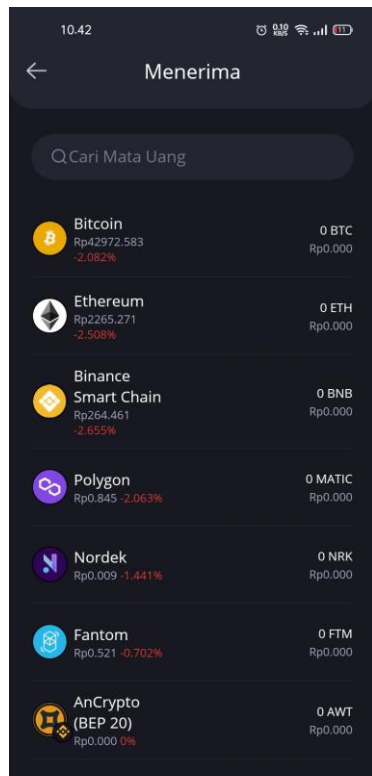 10.42
0.10
KB/S
11
Menerima
Cari Mata Uang
Bitcoin
Rp42972.583
-2.082%
0 BTC
Rp0.000
Ethereum
Rp2265.271
-2.508%
0 ETH
Rp0.000
Binance
Smart Chain
Rp264.461
-2.655%
0 BNB
Rp0.000
Polygon
Rp0.845 -2.063%
0 MATIC
Rp0.000
Nordek
Rp0.009 -1.441%
0 NRK
Rp0.000
Fantom
Rp0.521 -0.702%
0 FTM
Rp0.000
AnCrypto
(BEP 20)
Rp0.000 0%
0 AWT
Rp0.000